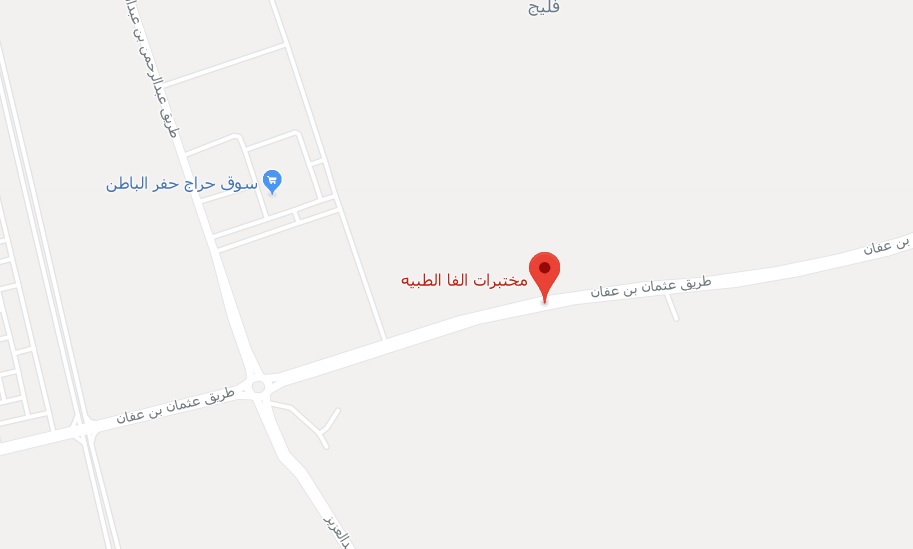 فليج
طريق عبدالرحمن بن عبدال
سوق حراج حفر الباطن
بن عفان
مختبرات الفا الطبيه
طريق عثمان بن عفان
طريق عثمان بن عفان
دالعزيز